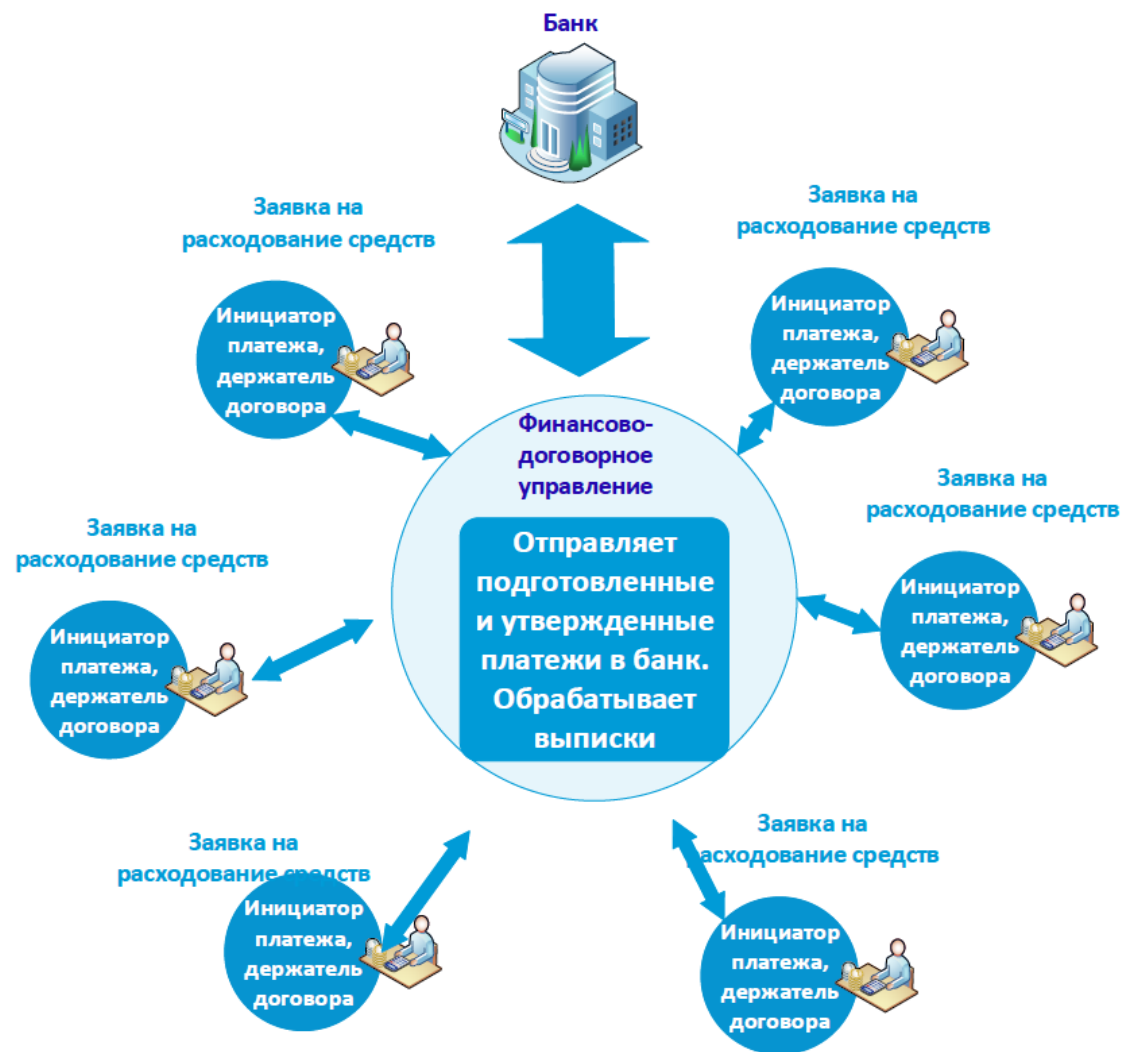 Банк
Заявка на
расходование средств
Заявка на
расходование средств
Инициатор
платежа,
держатель
договора
Инициатор
платежа,
держатель
договора
Финансово-
договорное
управление
Отправляет
подготовленные
и утвержденные
платежи в банк.
Обрабатывает
выписки
Заявка на
расходование средств
Заявка на
расходование средств
Инициатор
платежа,
держатель
договора
Инициатор
платежа,
держатель
договора
Заявка на
расходование средств
Заявка на
расходование средств
Инициатор
платежа,
держатель
договора
Инициатор
платежа,
держатель
договора